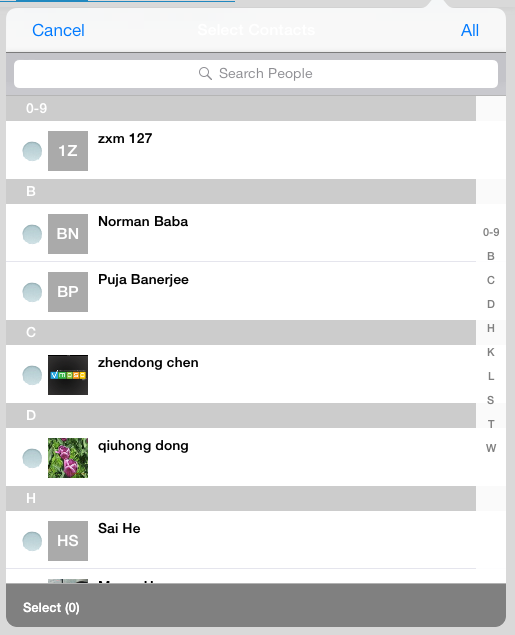 Cancel Select Contacts All
Search People
0-9
1Z zxm 127
B
BN Norman Baba
BP Puja Banerjee
C
zhendong chen
vmoso
D
qiuhong dong
H
HS Sai He
0-9
B
C
D
H
K
L
S
T
W
Select (0)